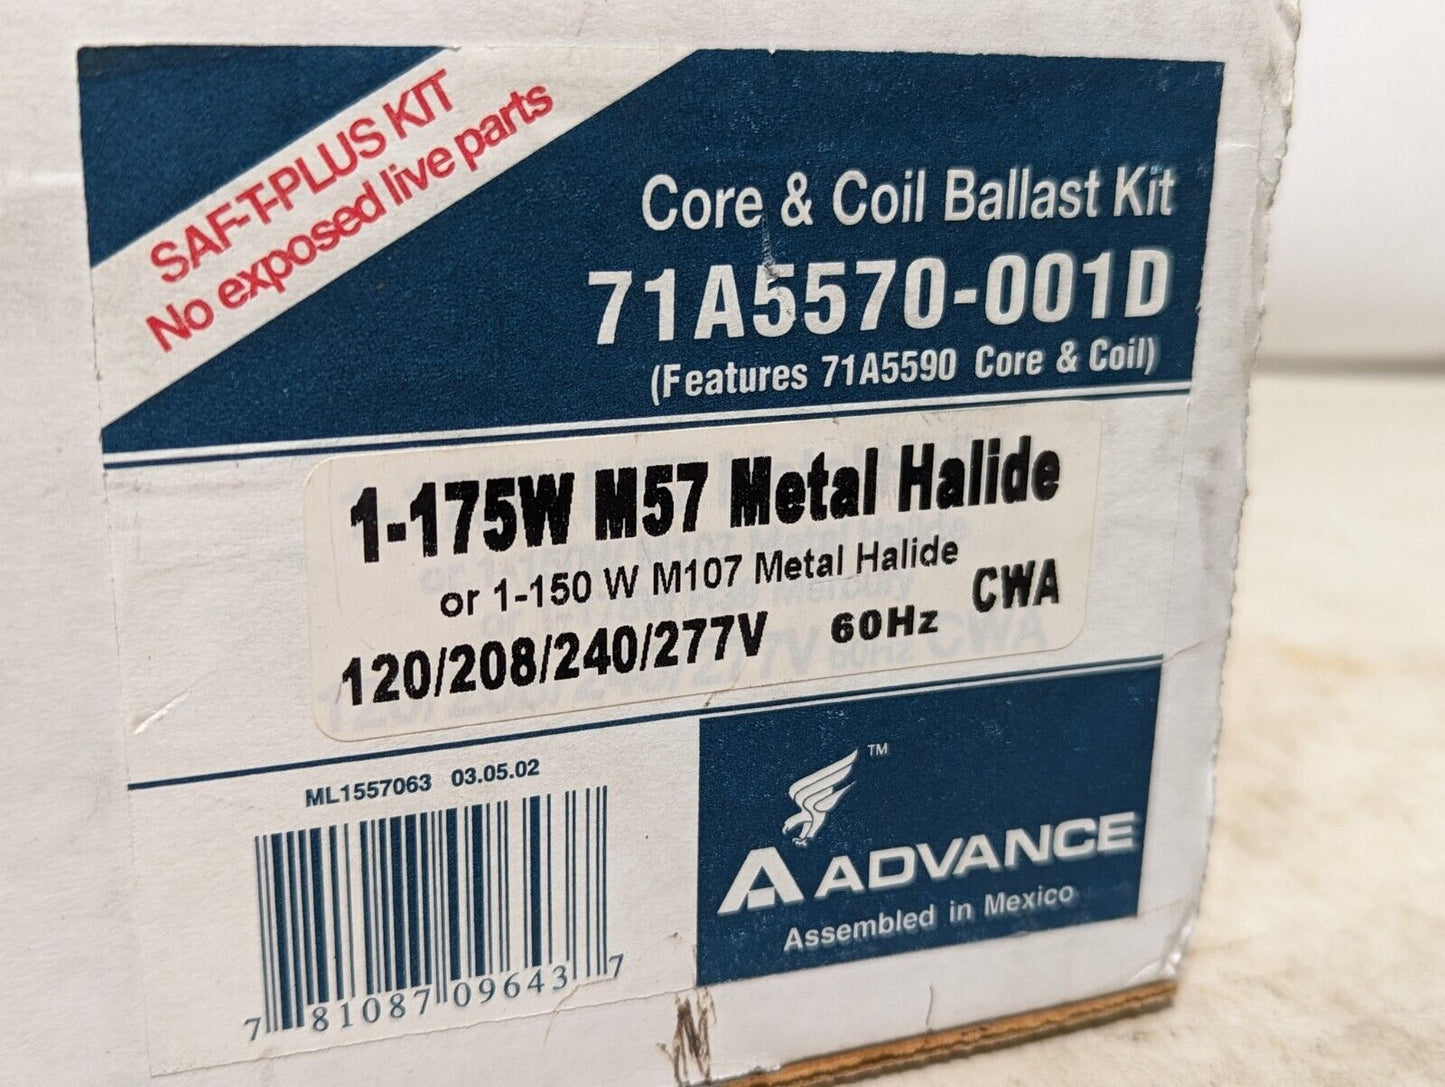 SAF-T-PLUS KIT
No exposed live parts
Core & Coil Ballast Kit
71A5570-001D
(Features 71A5590 Core & Coil)
1-175W M57 Metal Halide
or 1-150 W M107 Metal Halide
120/208/240/277V 60Hz CWA
ML1557063 03.05.02
7 81087 09643 7
TM
A ADVANCE
Assembled in Mexico